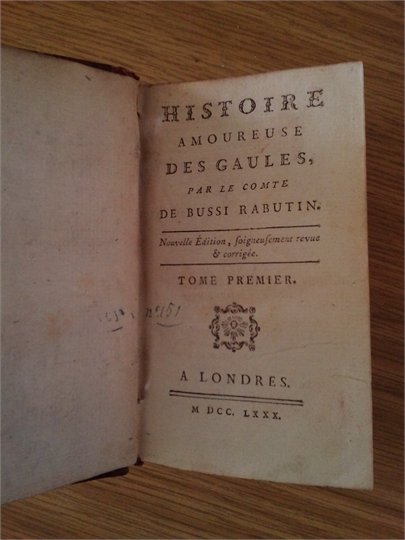 HISTOIRE
AMOUREUSE
DES GAULES,
PAR LE COMTE
DE BUSSI RABUTIN.
Nouvelle Édition, ſoigneuſement revue
& corrigée.
TOME PREMIER.
A LONDRES.
M DCC. LXXX.